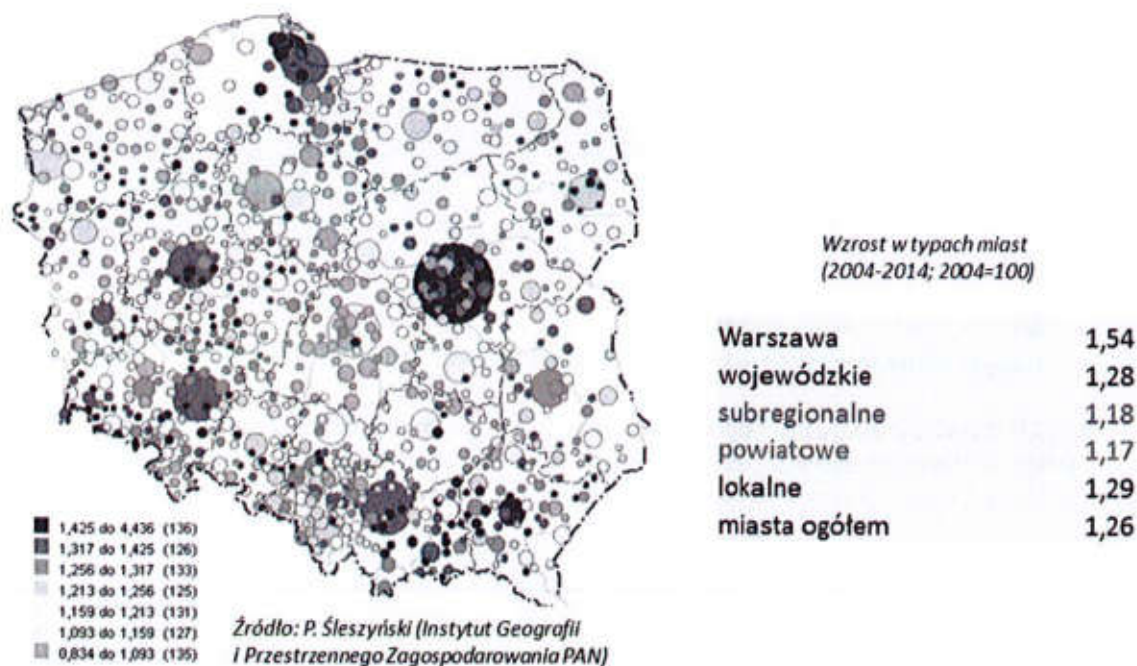 Wzrost w typach miast
(2004-2014; 2004=100)
Warszawa 1,54
wojewódzkie 1,28
subregionalne 1,18
powiatowe 1,17
lokalne 1,29
miasta ogółem 1,26
1,425 do 4,436 (136)
1,317 do 1,425 (126)
1,256 do 1,317 (133)
1,213 do 1,256 (125)
1,159 do 1,213 (131)
1,093 do 1,159 (127)
0,834 do 1,093 (135)
Źródło: P. Śleszyński (Instytut Geografii
i Przestrzennego Zagospodarowania PAN)